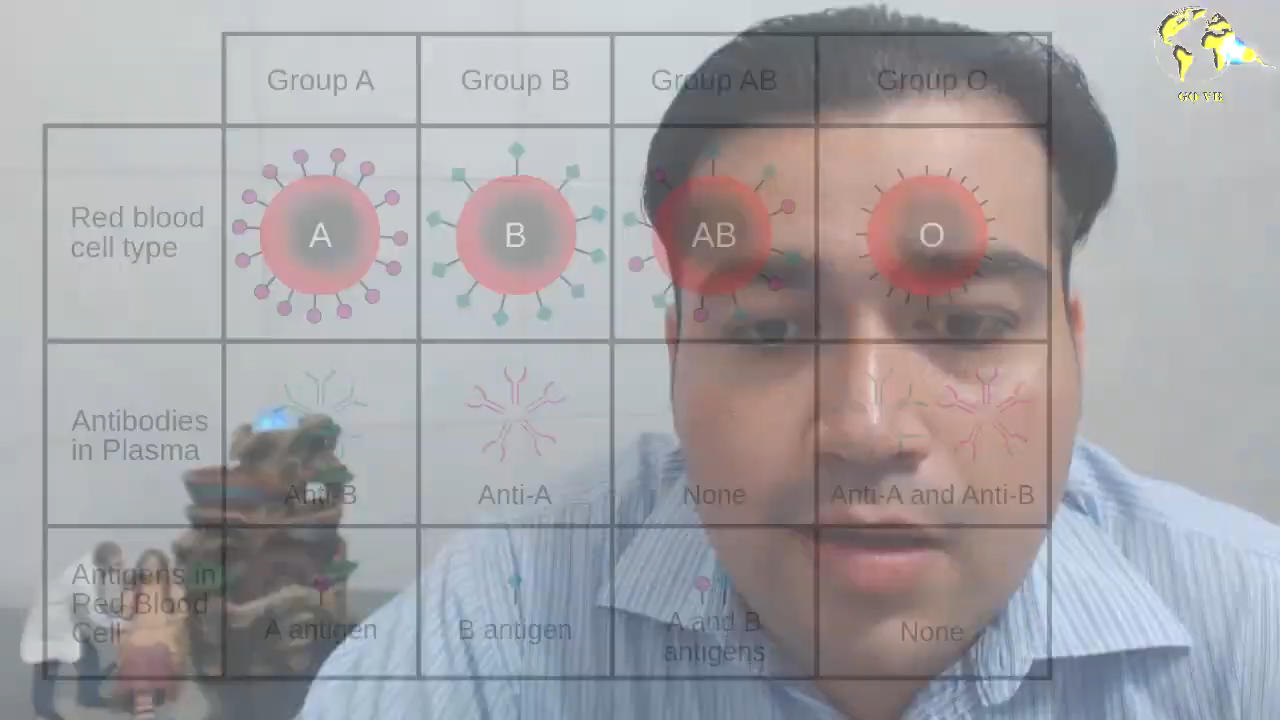 Group A
Group B
Group AB
Group O
Red blood
cell type
A
B
AB
O
Antibodies
in Plasma
Anti-B
Anti-A
None
Anti-A and Anti-B
Antigens in
Red Blood
Cell
A antigen
B antigen
A and B
antigens
None